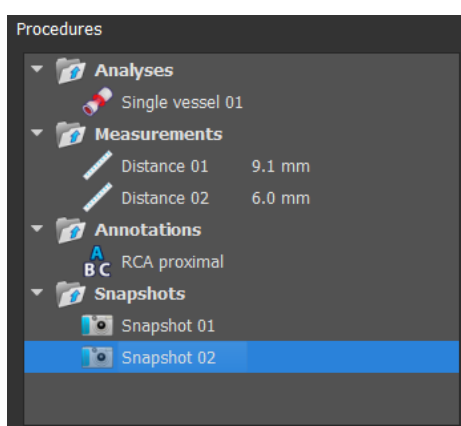 Procedures
Analyses
Single vessel 01
Measurements
Distance 01 9.1 mm
Distance 02 6.0 mm
Annotations
A
B C RCA proximal
Snapshots
Snapshot 01
Snapshot 02